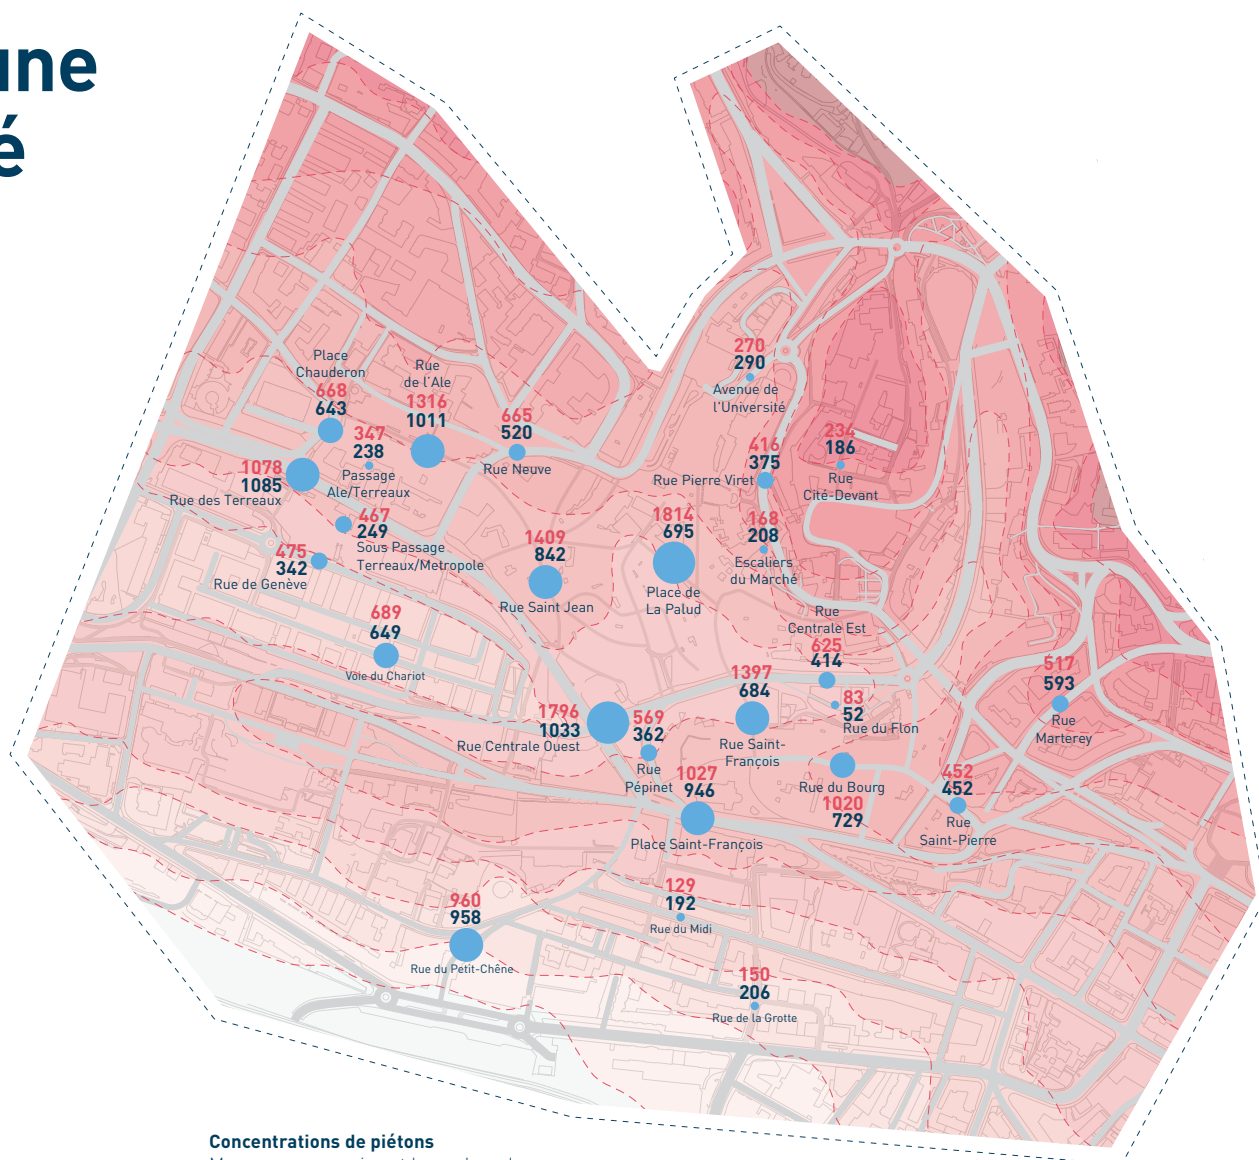 une
é
Place
Chauderon
668
643
Rue
de l'Ale
1316
1011
347
238
Passage
Ale/Terreaux
665
520
Rue Neuve
1078
1085
Rue des Terreaux
467
249
Sous Passage
Terreaux/Metropole
475
342
Rue de Genève
689
649
Voie du Chariot
270
290
Avenue de
l'Université
416
375
Rue Pierre Viret
234
186
Rue
Cité-Devant
168
208
Escaliers
du Marché
1409
842
Rue Saint Jean
1814
695
Place de
La Palud
Rue
Centrale Est
625
414
83
52
Rue du Flon
1397
684
Rue Saint-
François
1796
1033
Rue Centrale Ouest
569
362
Rue
Pépinet
1027
946
Place Saint-François
Rue du Bourg
1020
729
517
593
Rue
Marterey
452
452
Rue
Saint-Pierre
129
192
Rue du Midi
960
958
Rue du Petit-Chêne
150
206
Rue de la Grotte
Concentrations de piétons